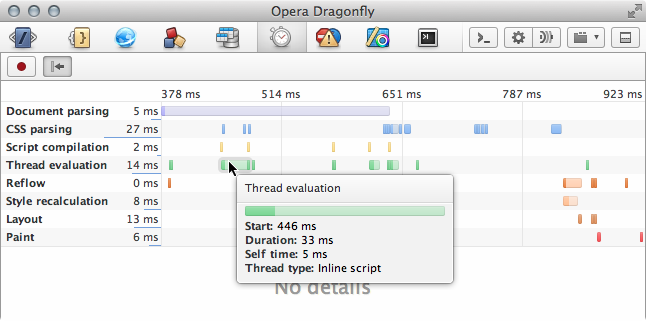 Opera Dragonfly
378 ms 514 ms 651 ms 787 ms 923 ms
Document parsing 5 ms
CSS parsing 27 ms
Script compilation 2 ms
Thread evaluation 14 ms
Reflow 0 ms
Style recalculation 8 ms
Layout 13 ms
Paint 6 ms
Thread evaluation
Start: 446 ms
Duration: 33 ms
Self time: 5 ms
Thread type: Inline script
No details